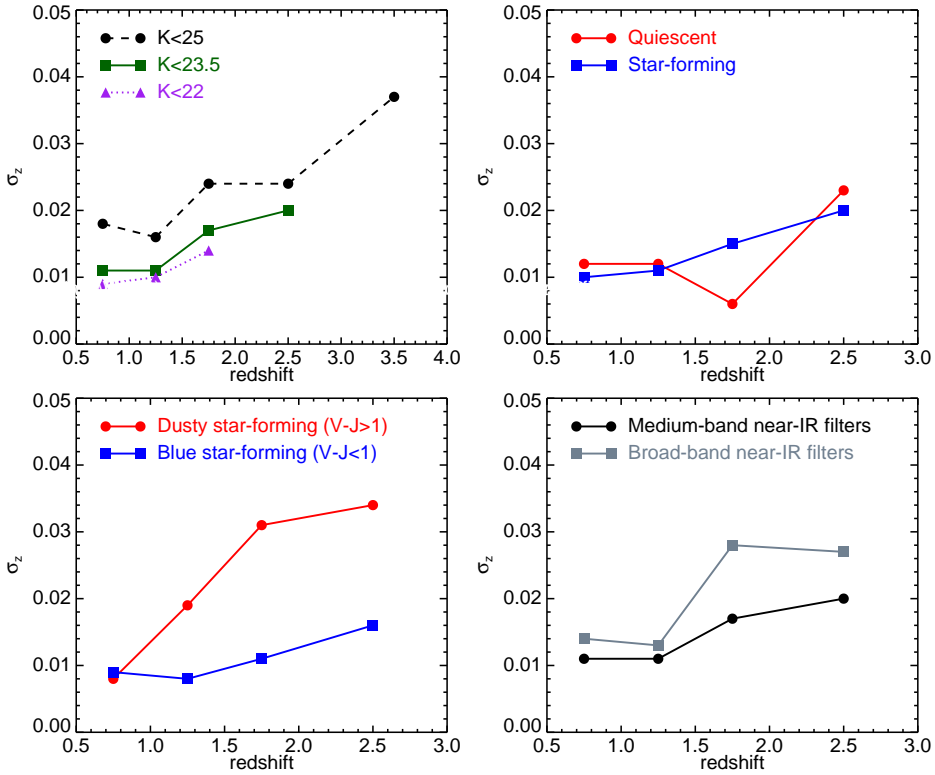 0.05
0.04
0.03
0.02
0.01
0.00
σz
K<25
K<23.5
K<22
0.5 1.0 1.5 2.0 2.5 3.0 3.5 4.0
redshift
0.05
0.04
0.03
0.02
0.01
0.00
σz
Quiescent
Star-forming
0.5 1.0 1.5 2.0 2.5 3.0
redshift
0.05
0.04
0.03
0.02
0.01
0.00
σz
Dusty star-forming (V-J>1)
Blue star-forming (V-J<1)
0.5 1.0 1.5 2.0 2.5 3.0
redshift
0.05
0.04
0.03
0.02
0.01
0.00
σz
Medium-band near-IR filters
Broad-band near-IR filters
0.5 1.0 1.5 2.0 2.5 3.0
redshift